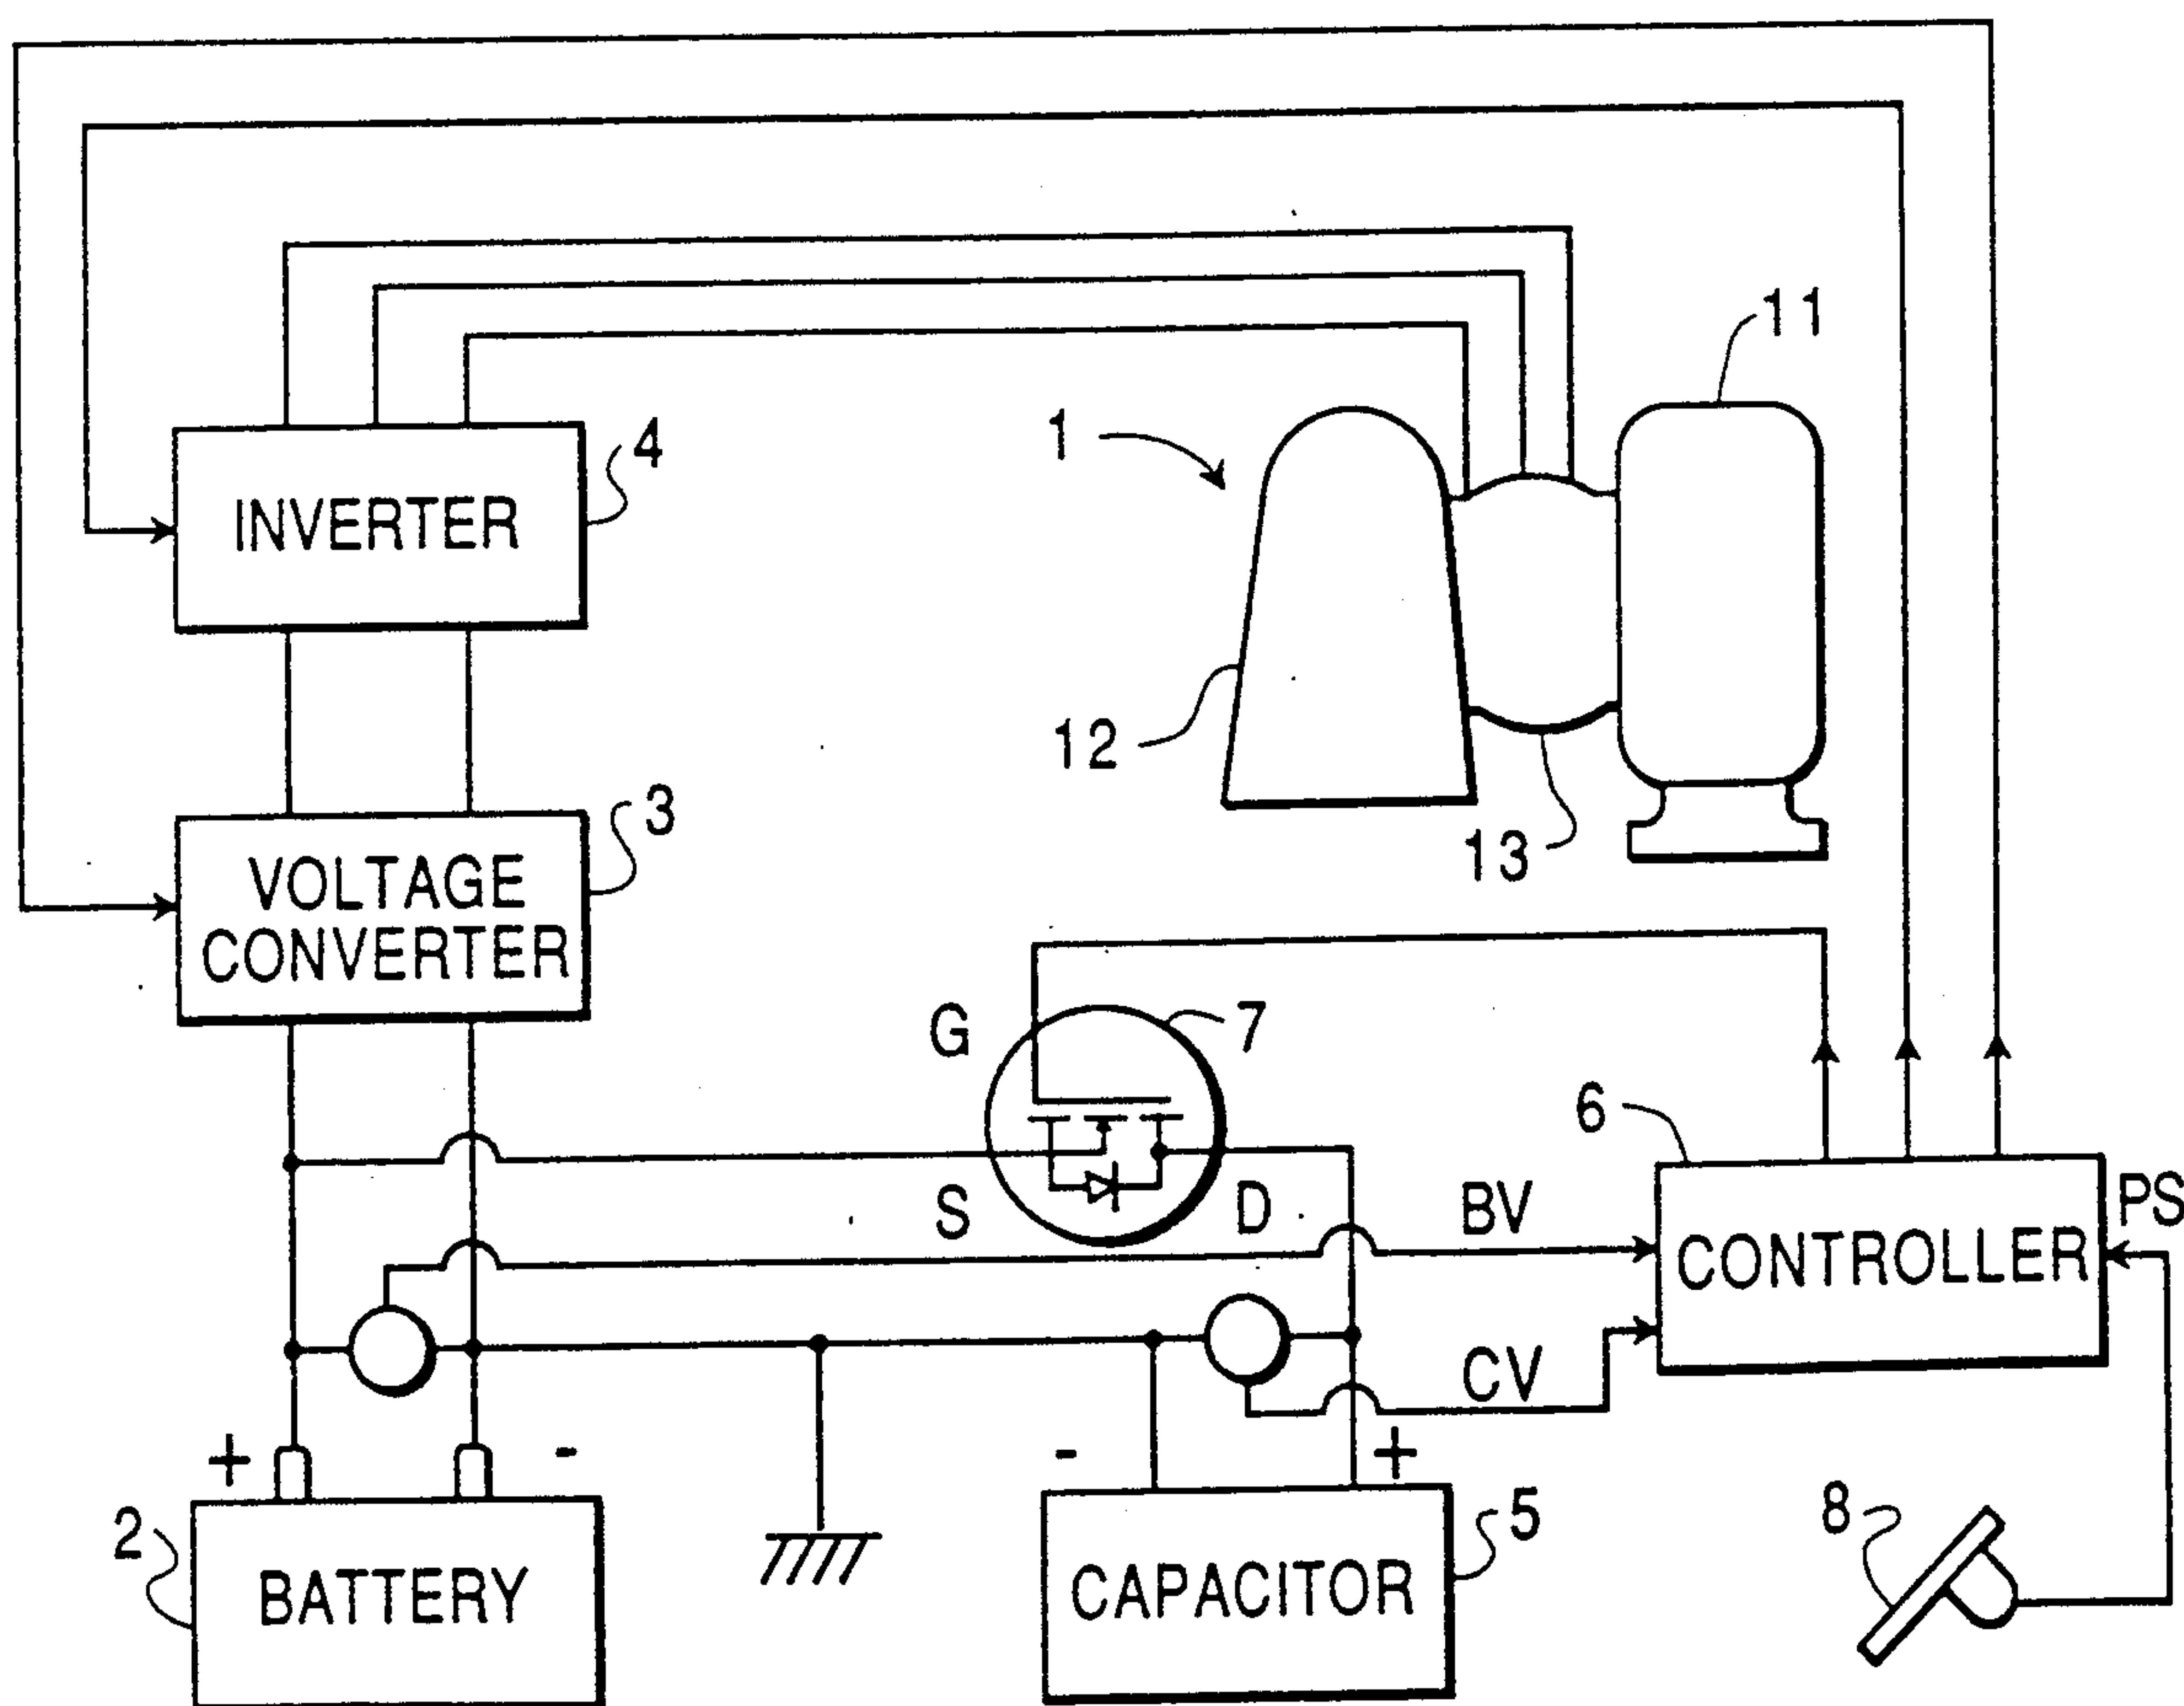 11
1
4
INVERTER
12
13
3
VOLTAGE
CONVERTER
G
7
6
S
D
BV
PS
CONTROLLER
CV
+
-
-
+
2
BATTERY
5
CAPACITOR
8